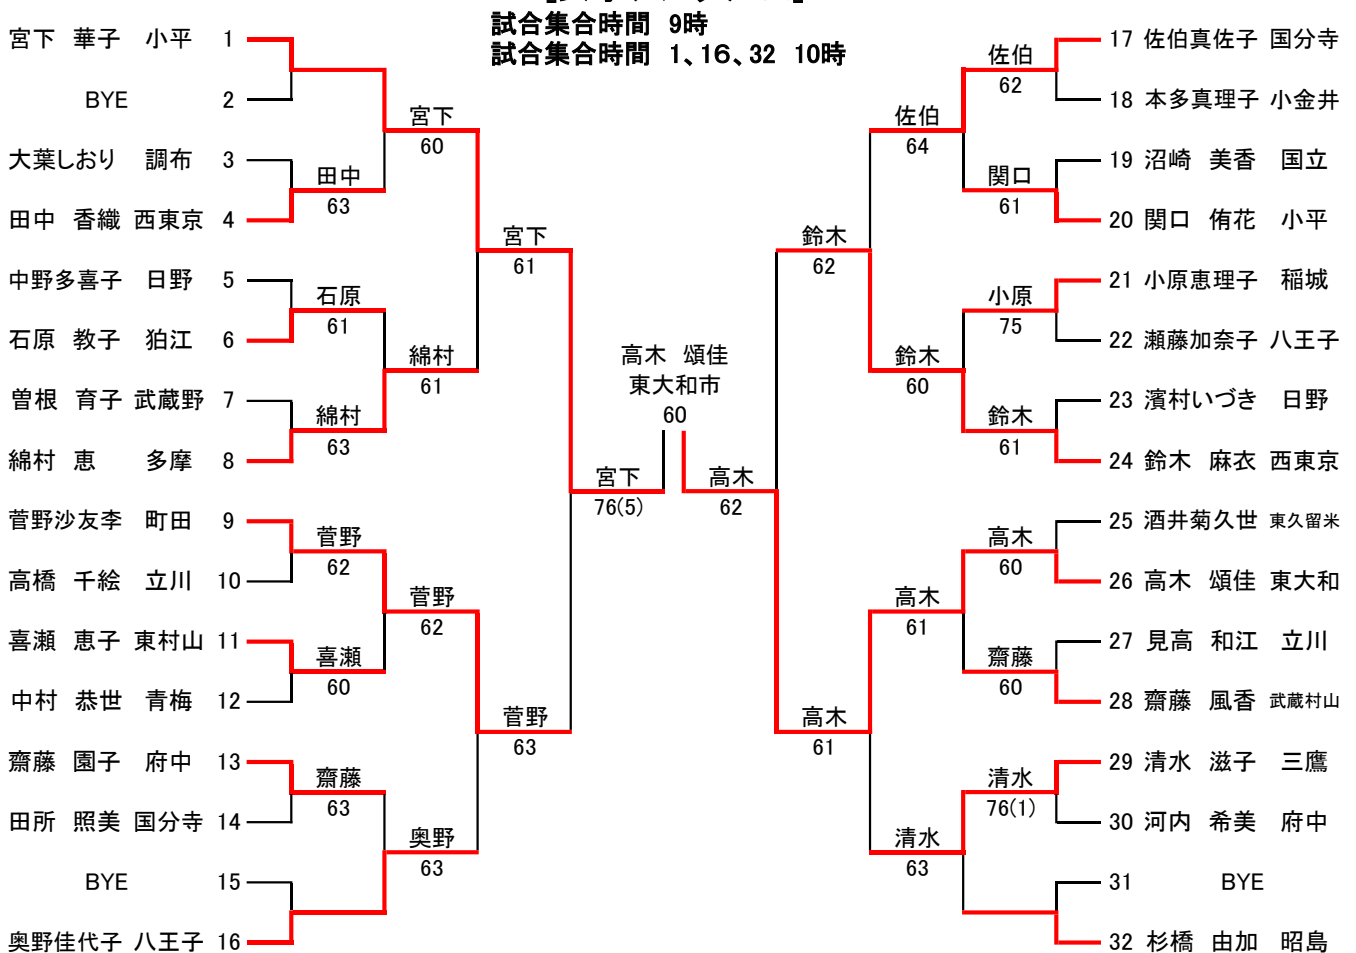 試合集合時間 9時
試合集合時間 1、16、32 10時
宮下 華子 小平 1
BYE 2
大葉しおり 調布 3
田中 香織 西東京 4
中野多喜子 日野 5
石原 教子 狛江 6
曽根 育子 武蔵野 7
綿村 恵 多摩 8
菅野沙友李 町田 9
高橋 千絵 立川 10
喜瀬 恵子 東村山 11
中村 恭世 青梅 12
齋藤 園子 府中 13
田所 照美 国分寺 14
BYE 15
奥野佳代子 八王子 16
田中
63
石原
61
綿村
63
菅野
62
喜瀬
60
齋藤
63
宮下
60
綿村
61
菅野
62
奥野
63
宮下
61
菅野
63
宮下
76(5)
高木 頌佳
東大和市
60
高木
62
鈴木
62
高木
61
佐伯
64
鈴木
60
高木
61
清水
63
佐伯
62
関口
61
小原
75
鈴木
61
高木
60
齋藤
60
清水
76(1)
17 佐伯真佐子 国分寺
18 本多真理子 小金井
19 沼崎 美香 国立
20 関口 侑花 小平
21 小原恵理子 稲城
22 瀬藤加奈子 八王子
23 濱村いづき 日野
24 鈴木 麻衣 西東京
25 酒井菊久世 東久留米
26 高木 頌佳 東大和
27 見高 和江 立川
28 齋藤 風香 武蔵村山
29 清水 滋子 三鷹
30 河内 希美 府中
31 BYE
32 杉橋 由加 昭島